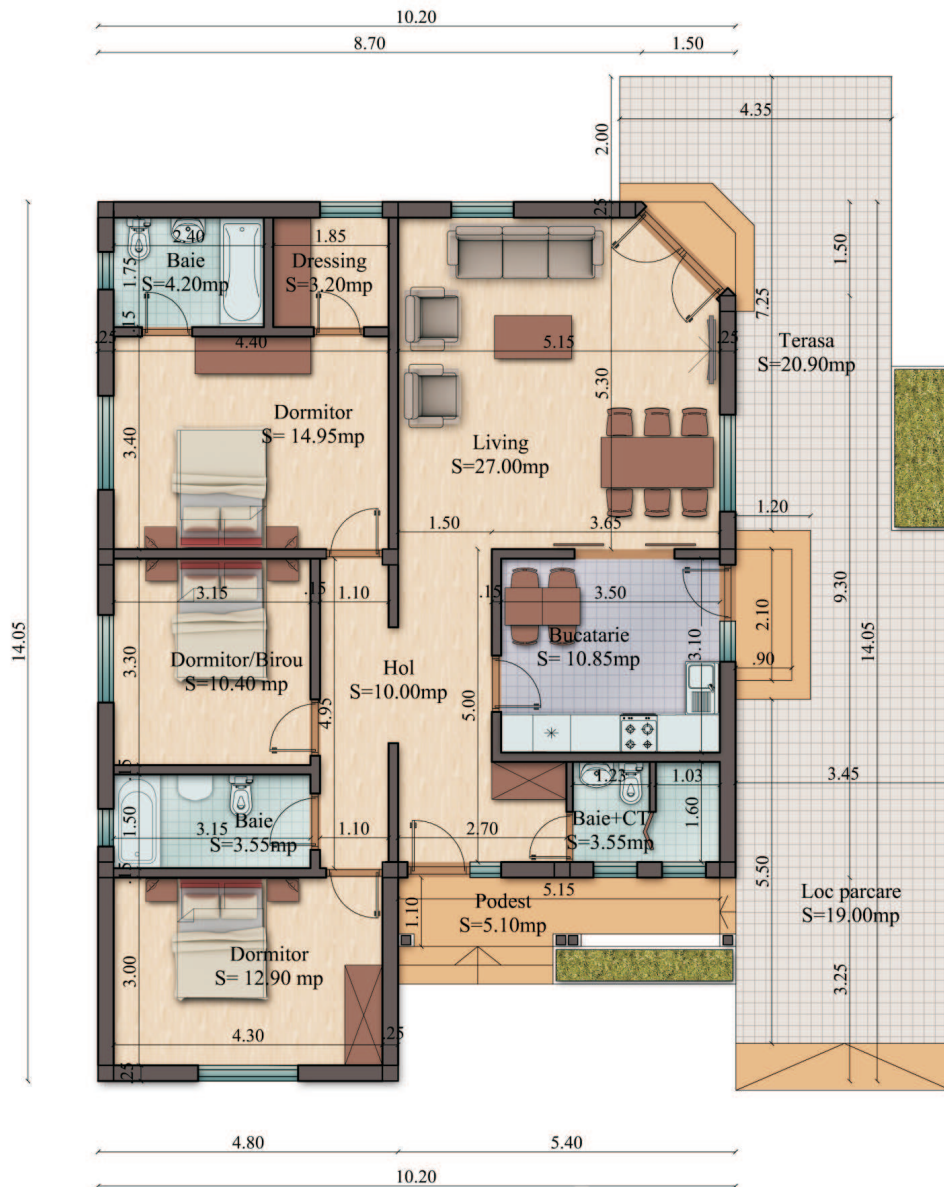 10.20
8.70
1.50
4.35
2.00
.25
2.40
Baie
S=4.20mp
1.75
1.85
Dressing
S=3.20mp
.15
.25
4.40
5.15
.25
7.25
1.50
Terasa
S=20.90mp
5.30
Dormitor
S= 14.95mp
3.40
Living
S=27.00mp
1.20
1.50
3.65
3.15
.15
1.10
.15
3.50
9.30
2.10
14.05
14.05
Dormitor/Birou
S=10.40 mp
3.30
Hol
S=10.00mp
Bucatarie
S= 10.85mp
3.10
.90
4.95
5.00
.15
1.50
3.15
Baie
S=3.55mp
1.10
2.70
1.23
1.03
Baie+CT
S=3.55mp
1.60
3.45
.15
5.15
1.10
Podest
S=5.10mp
5.50
Loc parcare
S=19.00mp
Dormitor
S= 12.90 mp
3.00
3.25
4.30
.25
.25
4.80
5.40
10.20